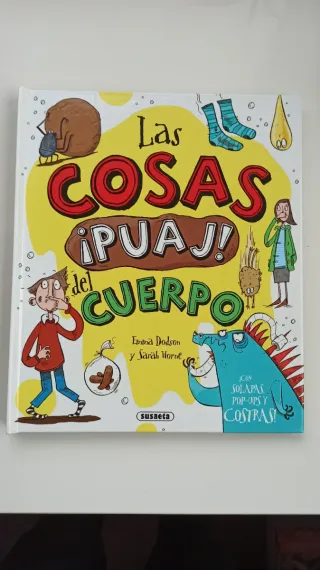 Las
COSAS
¡PUAJ!
del
CUERPO
Emma Dodson
y Sarah Horne
¡CON
SOLAPAS,
POP-UPS Y
COSTRAS!
susaeta